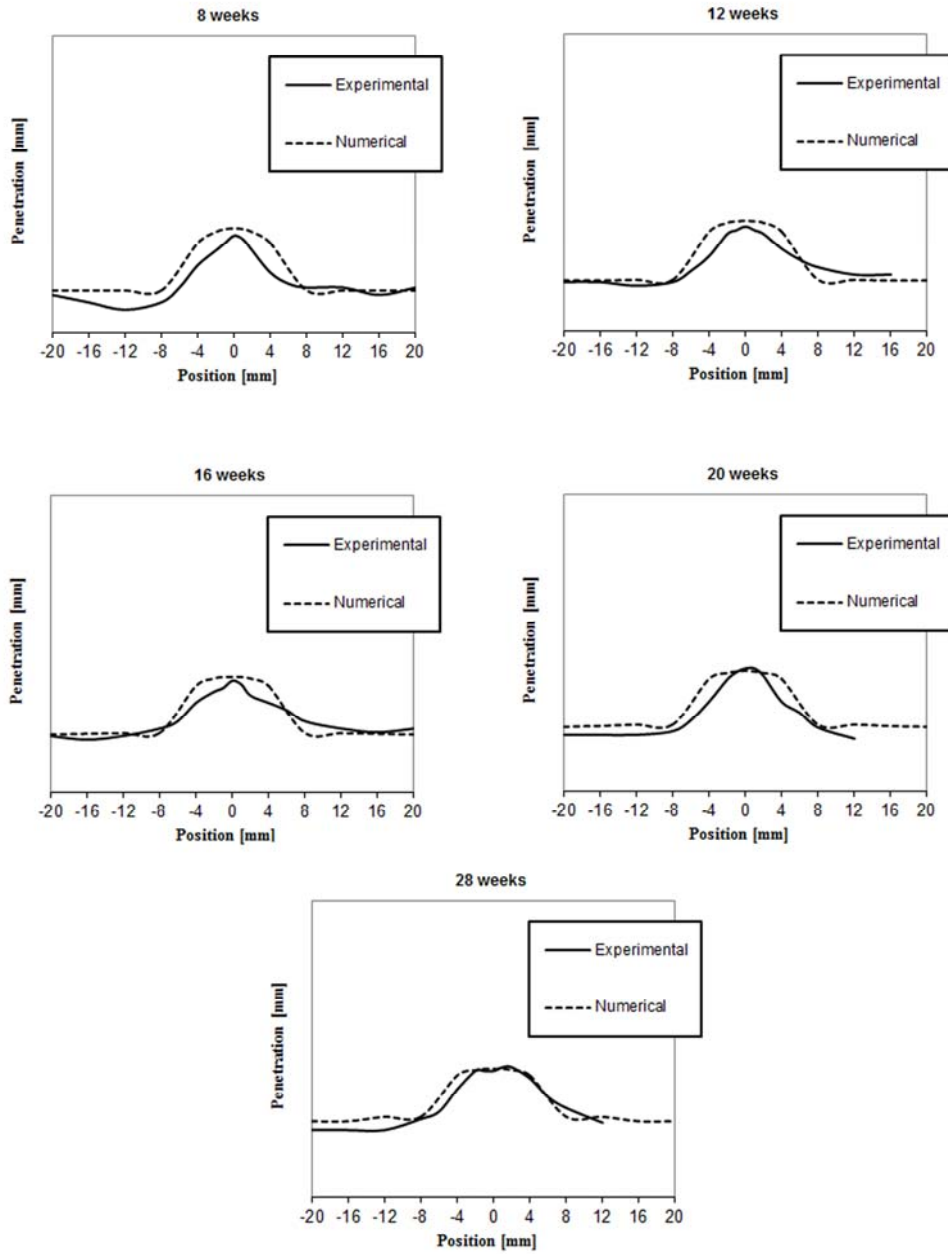 8 weeks
Experimental
Numerical
Penetration [mm]
-20 -16 -12 -8 -4 0 4 8 12 16 20
Position [mm]
12 weeks
Experimental
Numerical
Penetration [mm]
-20 -16 -12 -8 -4 0 4 8 12 16 20
Position [mm]
16 weeks
Experimental
Numerical
Penetration [mm]
-20 -16 -12 -8 -4 0 4 8 12 16 20
Position [mm]
20 weeks
Experimental
Numerical
Penetration [mm]
-20 -16 -12 -8 -4 0 4 8 12 16 20
Position [mm]
28 weeks
Experimental
Numerical
Penetration [mm]
-20 -16 -12 -8 -4 0 4 8 12 16 20
Position [mm]